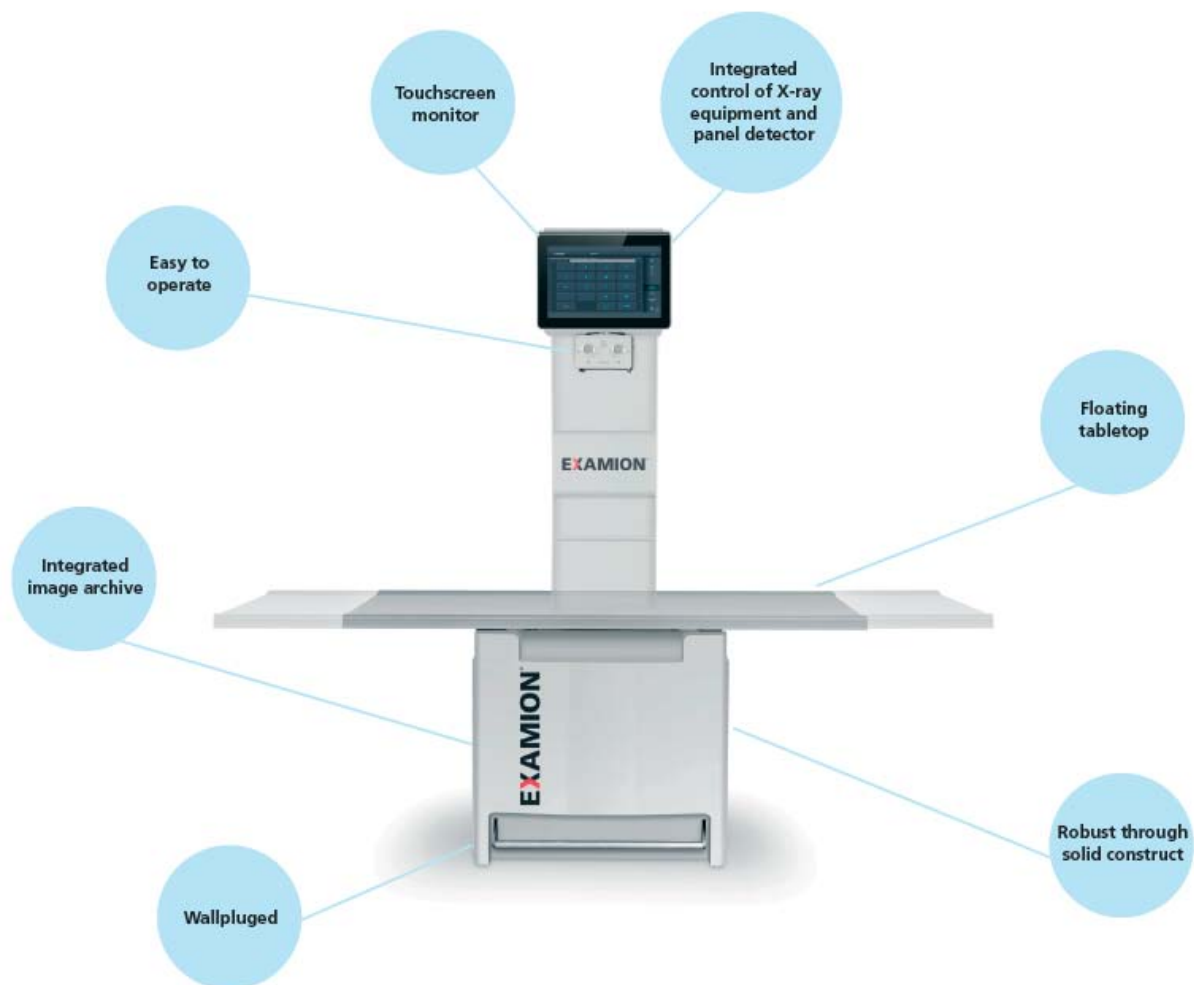 Touchscreen
monitor
Integrated
control of X-ray
equipment and
panel detector
Easy to
operate
Floating
tabletop
EXAMION
Integrated
image archive
EXAMION
Robust through
solid construct
Wallpluged